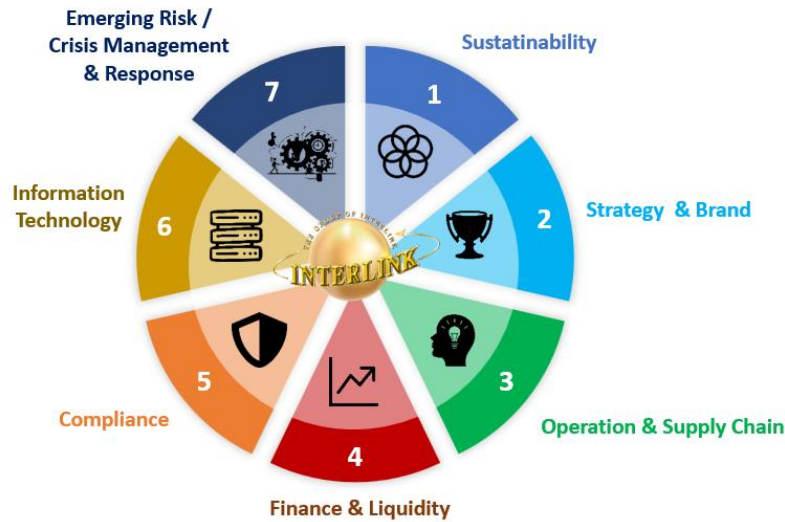 Emerging Risk /
Crisis Management
& Response
Sustatinability
7
1
Information
Technology
6
2
Strategy & Brand
INTERLINK
5
3
Compliance
Operation & Supply Chain
4
Finance & Liquidity